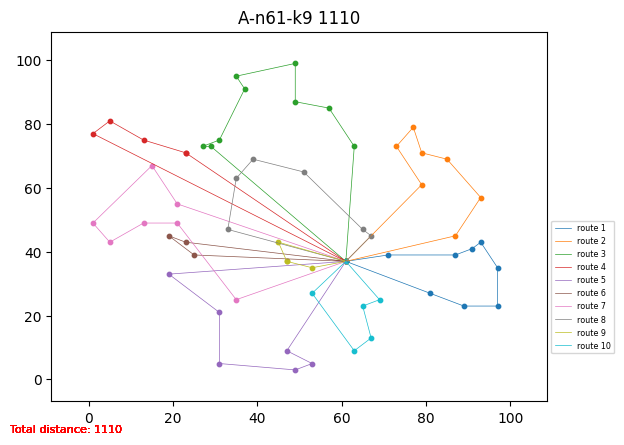 A-n61-k9 1110
100
80
60
40
20
0
0 20 40 60 80 100
route 1
route 2
route 3
route 4
route 5
route 6
route 7
route 8
route 9
route 10
Total distance: 1110